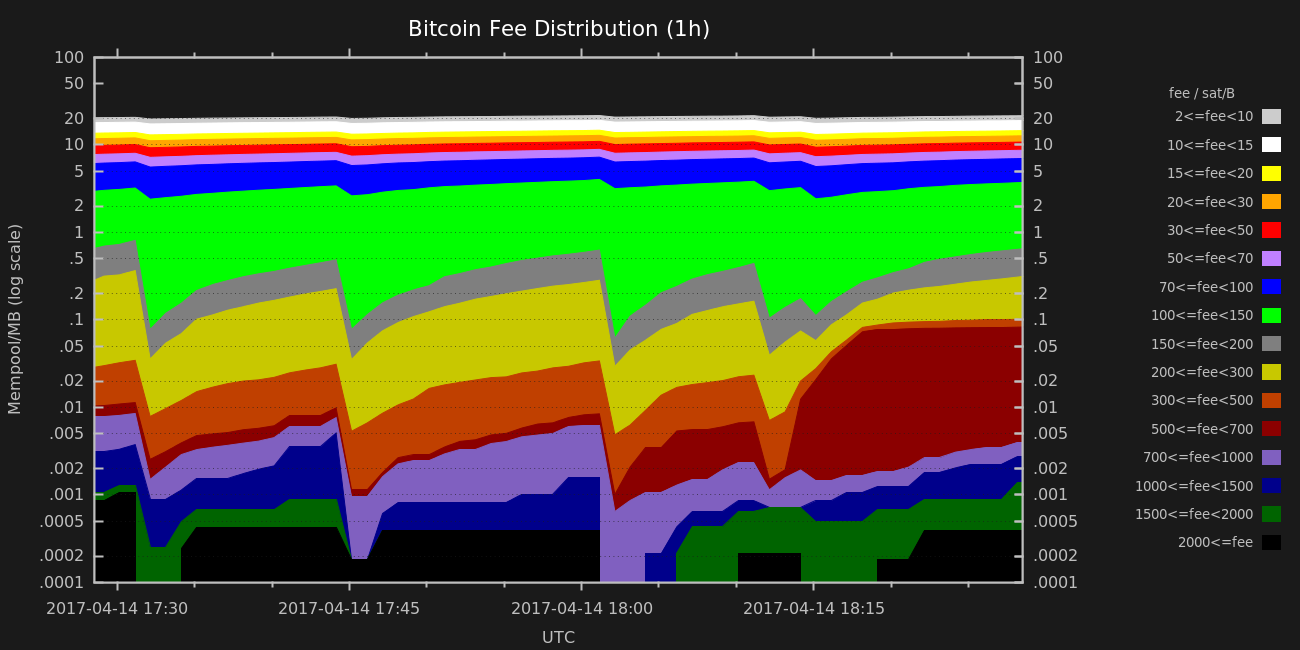 Bitcoin Fee Distribution (1h)
100
50
20
10
5
2
1
.5
.2
.1
.05
.02
.01
.005
.002
.001
.0005
.0002
.0001
Mempool/MB (log scale)
100
50
20
10
5
2
1
.5
.2
.1
.05
.02
.01
.005
.002
.001
.0005
.0002
.0001
2017-04-14 17:30 2017-04-14 17:45 2017-04-14 18:00 2017-04-14 18:15
UTC
fee / sat/B
2<=fee<10
10<=fee<15
15<=fee<20
20<=fee<30
30<=fee<50
50<=fee<70
70<=fee<100
100<=fee<150
150<=fee<200
200<=fee<300
300<=fee<500
500<=fee<700
700<=fee<1000
1000<=fee<1500
1500<=fee<2000
2000<=fee